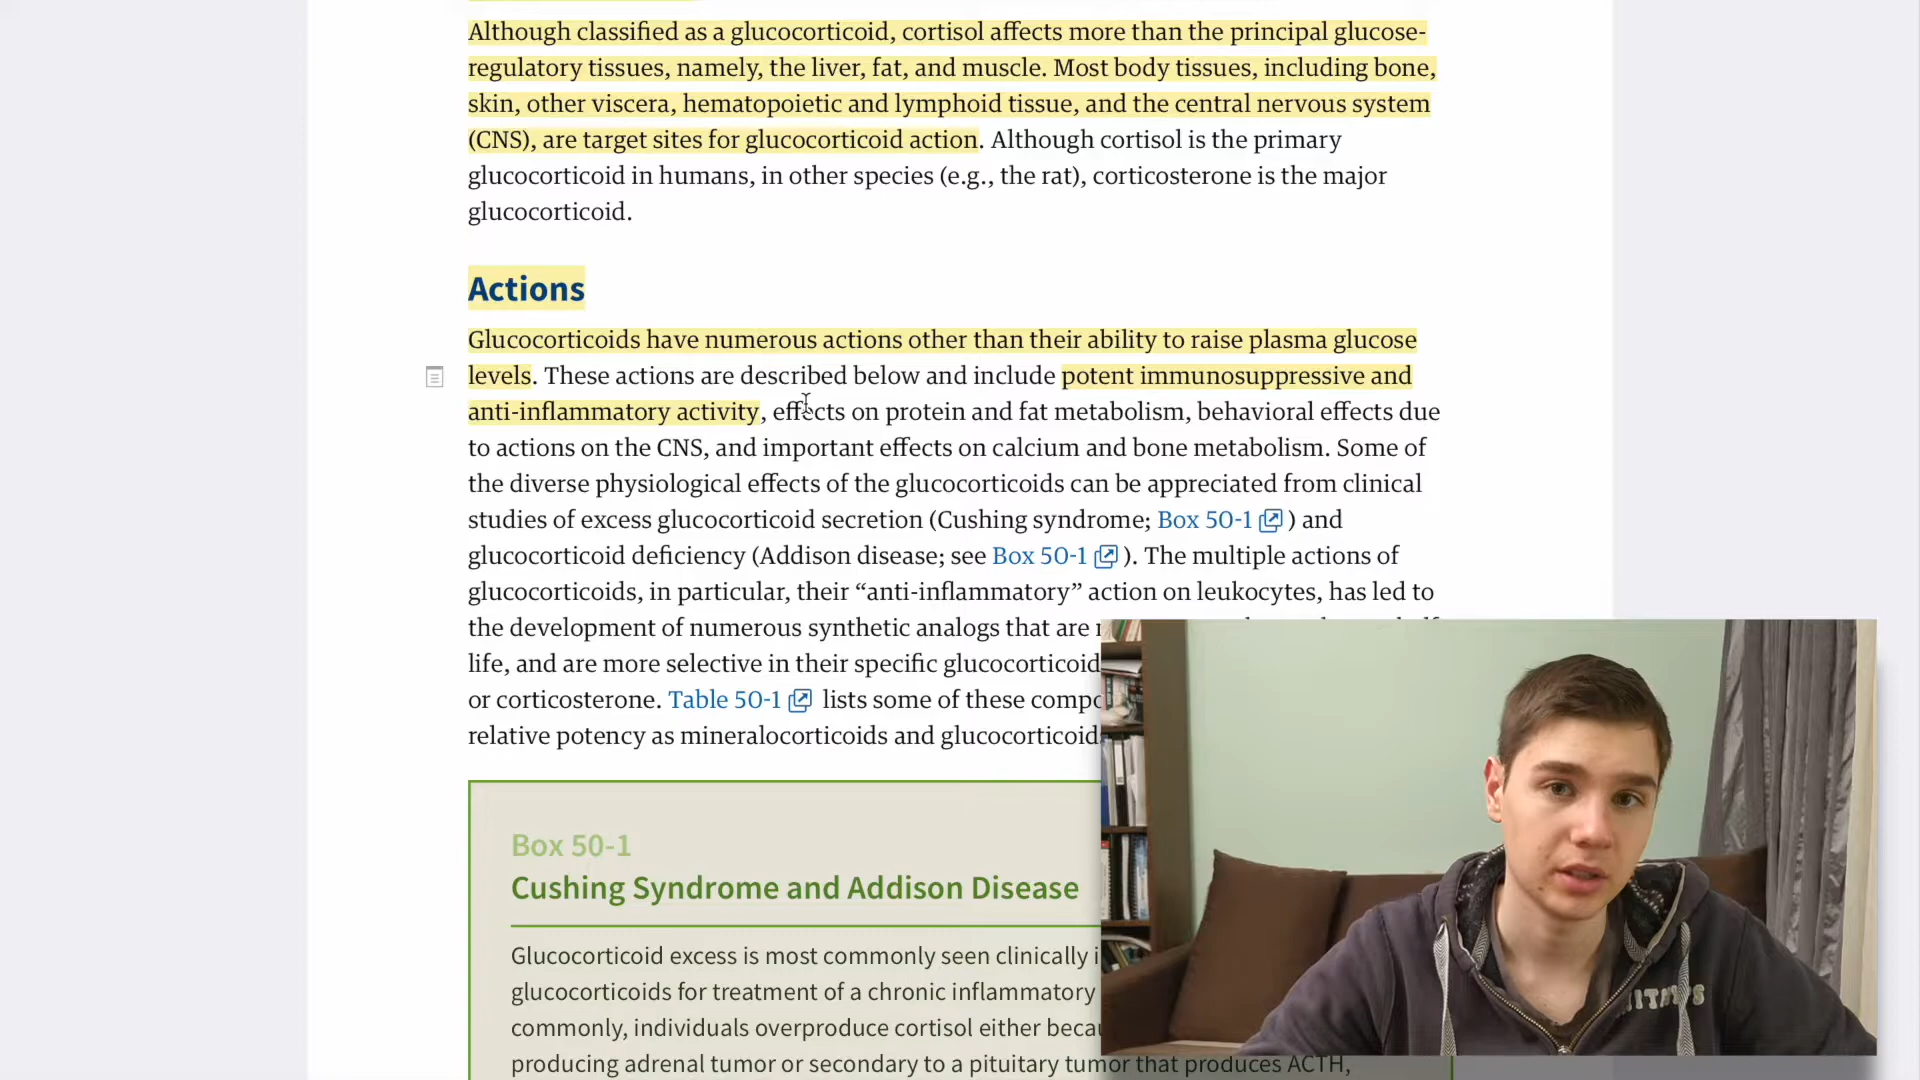 Although classified as a glucocorticoid, cortisol affects more than the principal glucose-
regulatory tissues, namely, the liver, fat, and muscle. Most body tissues, including bone,
skin, other viscera, hematopoietic and lymphoid tissue, and the central nervous system
(CNS), are target sites for glucocorticoid action. Although cortisol is the primary
glucocorticoid in humans, in other species (e.g., the rat), corticosterone is the major
glucocorticoid.
Actions
Glucocorticoids have numerous actions other than their ability to raise plasma glucose
levels. These actions are described below and include potent immunosuppressive and
anti-inflammatory activity, effects on protein and fat metabolism, behavioral effects due
to actions on the CNS, and important effects on calcium and bone metabolism. Some of
the diverse physiological effects of the glucocorticoids can be appreciated from clinical
studies of excess glucocorticoid secretion (Cushing syndrome; Box 50-1 ) and
glucocorticoid deficiency (Addison disease; see Box 50-1 ). The multiple actions of
glucocorticoids, in particular, their “anti-inflammatory” action on leukocytes, has led to
the development of numerous synthetic analogs that are
life, and are more selective in their specific glucocorticoid
or corticosterone. Table 50-1 lists some of these
relative potency as mineralocorticoids and glucocorticoid
Box 50-1
Cushing Syndrome and Addison Disease
Glucocorticoid excess is most commonly seen clinically
glucocorticoids for treatment of a chronic inflammatory
commonly, individuals overproduce cortisol either
producing adrenal tumor or secondary to a pituitary tumor that produces ACTH,